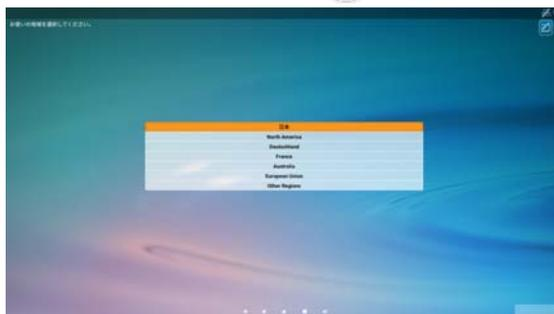 お使いの地域を選択してください。
日本
North America
Deutschland
France
Australia
European Union
Other Regions